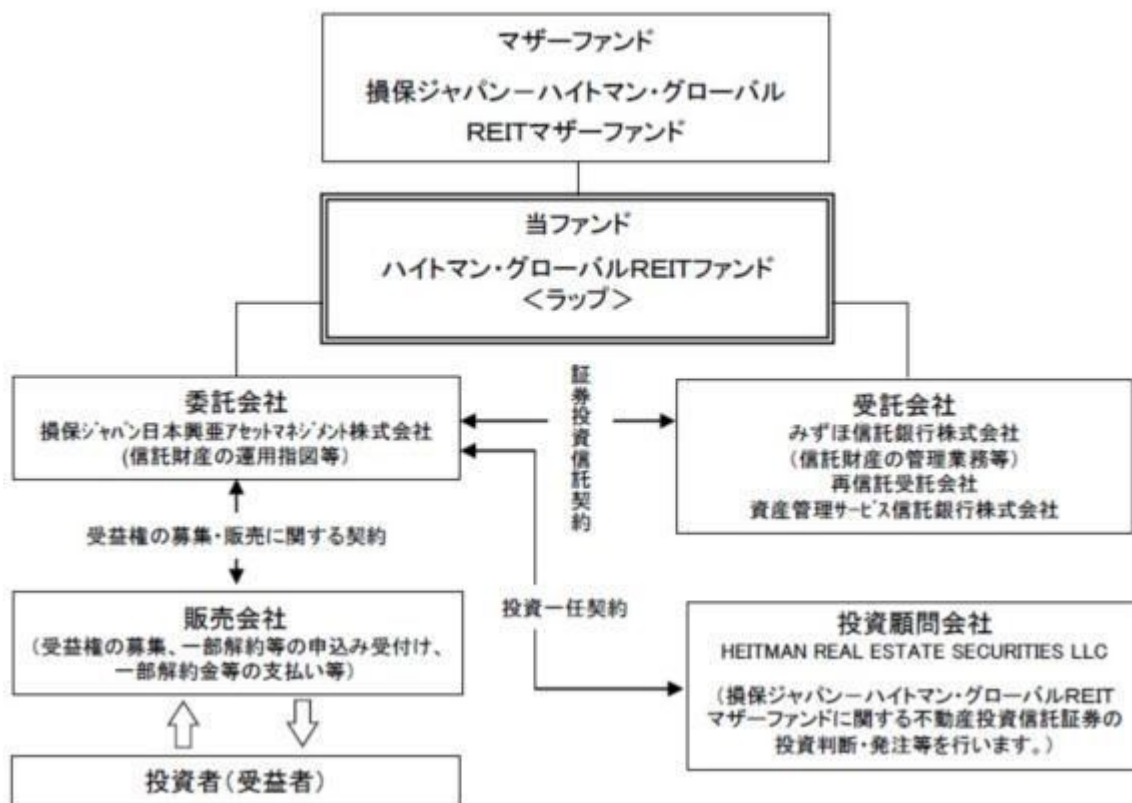 マザーファンド
損保ジャパンーハイトマン・グローバル
REITマザーファンド
当ファンド
ハイトマン・グローバルREITファンド
<ラップ>
委託会社
損保ジャパン日本興亜アセットマネジメント株式会社
(信託財産の運用指図等)
証券投資信託契約
受託会社
みずほ信託銀行株式会社
(信託財産の管理業務等)
再信託受託会社
資産管理サービス信託銀行株式会社
受益権の募集・販売に関する契約
販売会社
(受益権の募集、一部解約等の申込み受付け、
一部解約金等の支払い等)
投資一任契約
投資顧問会社
HEITMAN REAL ESTATE SECURITIES LLC
(損保ジャパンーハイトマン・グローバルREIT
マザーファンドに関する不動産投資信託証券の
投資判断・発注等を行います。)
投資者(受益者)